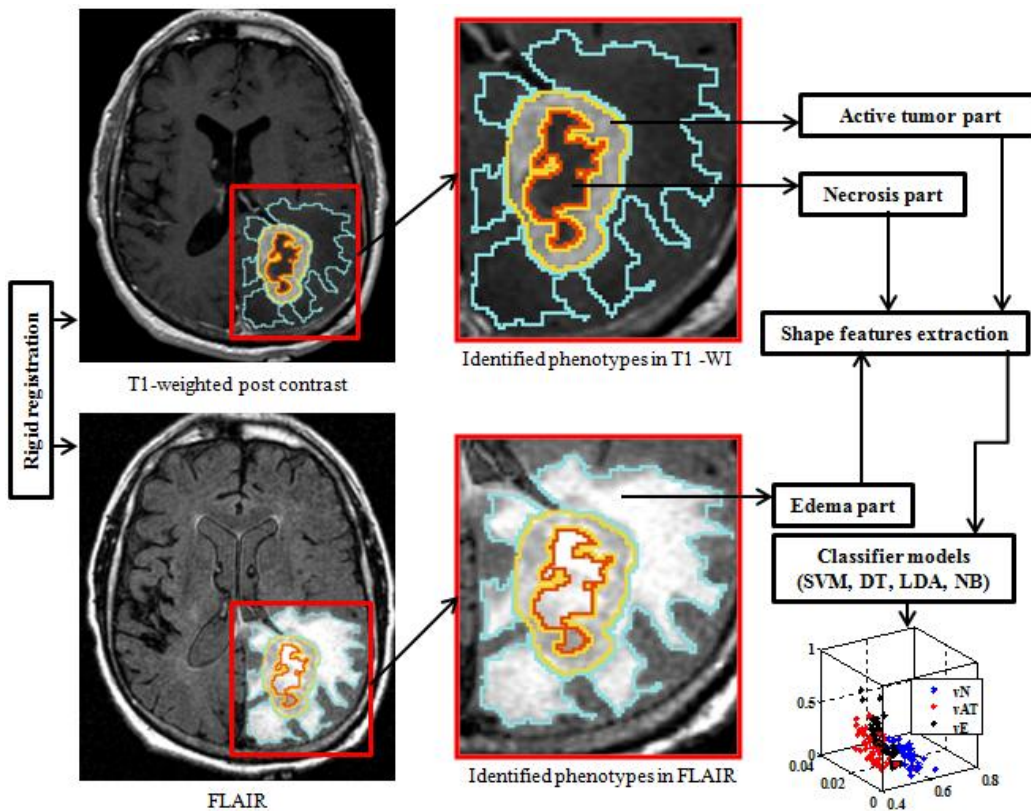 Rigid registration
T1-weighted post contrast
Identified phenotypes in T1 -WI
Active tumor part
Necrosis part
Shape features extraction
FLAIR
Identified phenotypes in FLAIR
Edema part
Classifier models
(SVM, DT, LDA, NB)
1
0.5
0
0.04
0.02
0
0.4
0.6
0.8
vN
vAT
vE